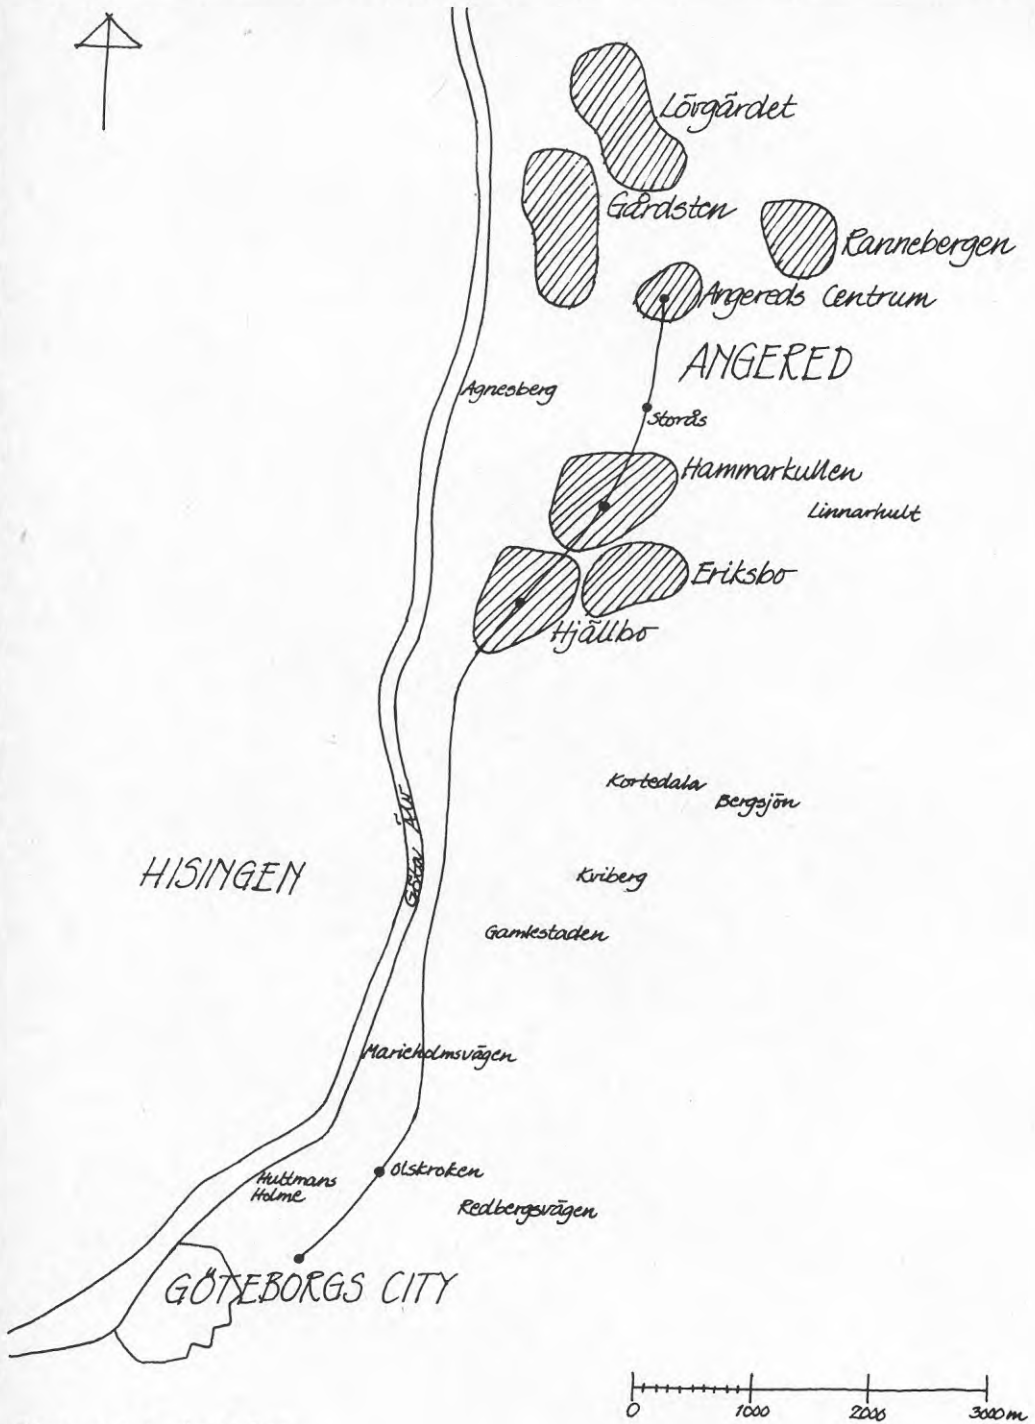 Lövgärdet
Gårdsten
Rannebergen
Angereds Centrum
ANGERED
Agnesberg
Storås
Hammarkullen
Linnarhult
Eriksbo
Hjällbo
Kortedala
Bergsjön
Göta Älv
HISINGEN
Kviberg
Gamlestaden
Marieholmsvägen
Olskroken
Hultmans
Holme
Redbergsvägen
GÖTEBORGS CITY
0 1000 2000 3000 m